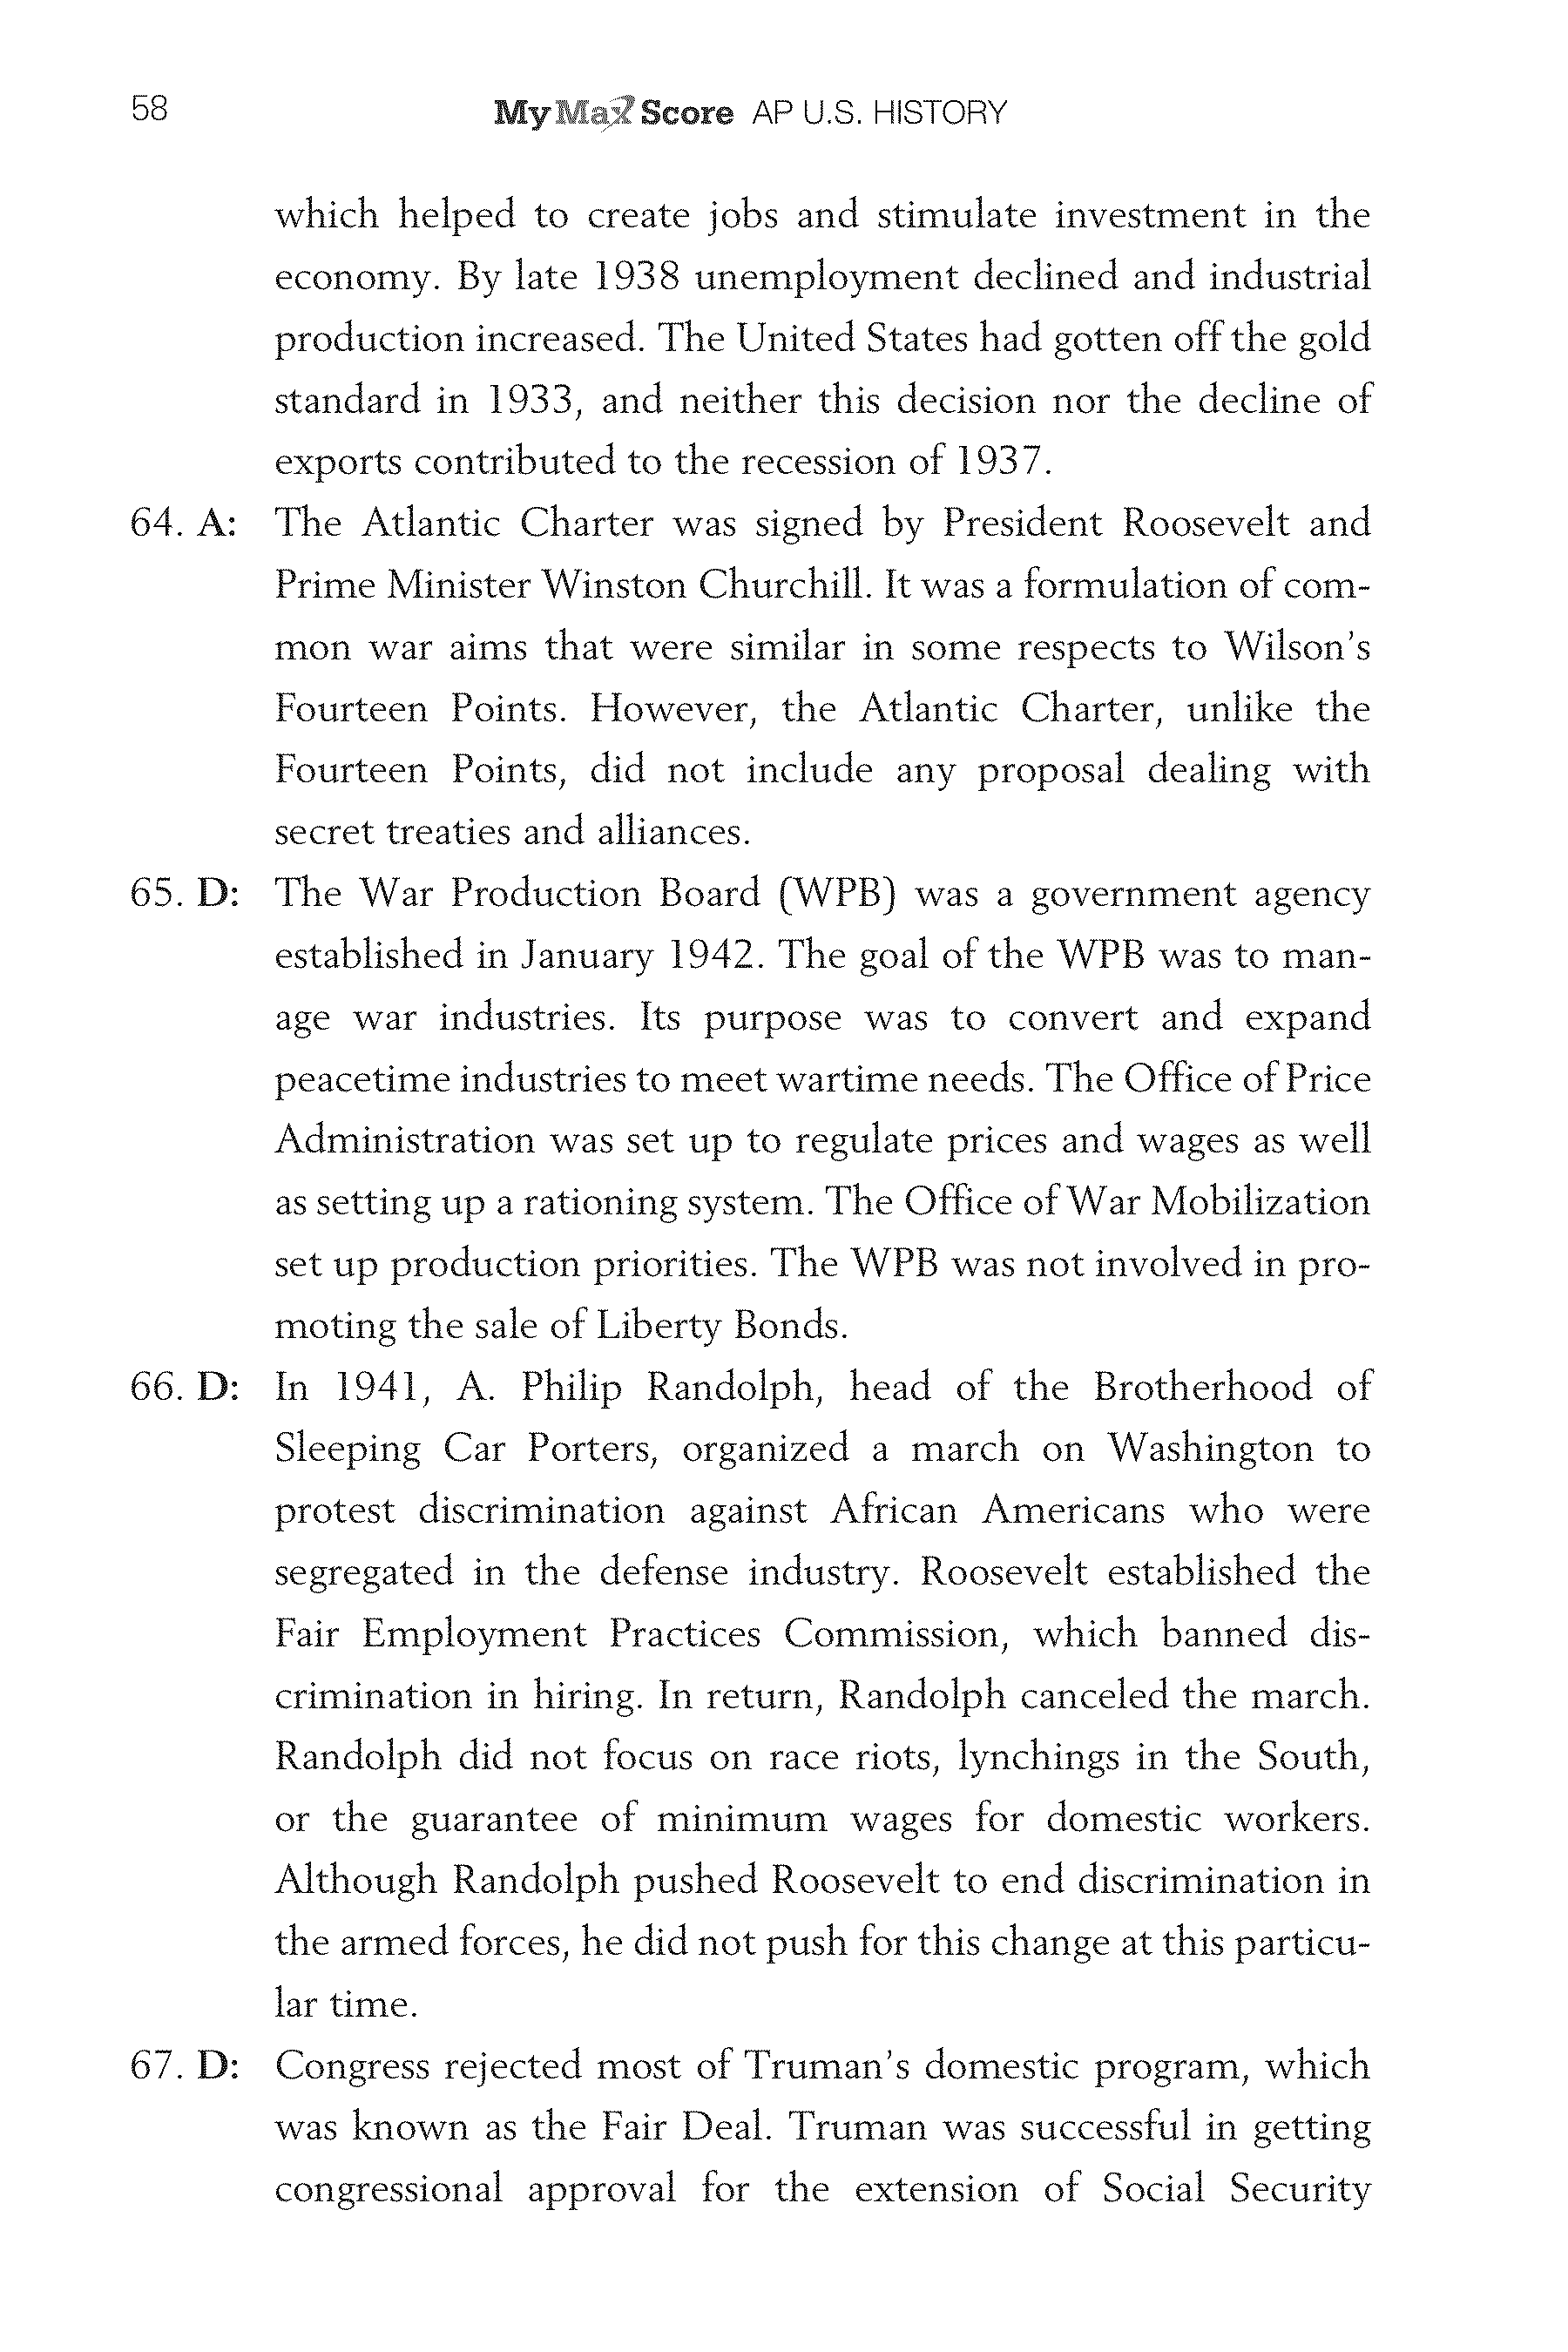 58
MyMaxScore AP U.S. HISTORY
which helped to create jobs and stimulate investment in the
economy. By late 1938 unemployment declined and industrial
production increased. The United States had gotten off the gold
standard in 1933, and neither this decision nor the decline of
exports contributed to the recession of 1937.
64. A: The Atlantic Charter was signed by President Roosevelt and
Prime Minister Winston Churchill. It was a formulation of com-
mon war aims that were similar in some respects to Wilson's
Fourteen Points. However, the Atlantic Charter, unlike the
Fourteen Points, did not include any proposal dealing with
secret treaties and alliances.
65. D: The War Production Board (WPB) was a government agency
established in January 1942. The goal of the WPB was to man-
age war industries. Its purpose was to convert and expand
peacetime industries to meet wartime needs. The Office of Price
Administration was set up to regulate prices and wages as well
as setting up a rationing system. The Office of War Mobilization
set up production priorities. The WPB was not involved in pro-
moting the sale of Liberty Bonds.
66. D: In 1941, A. Philip Randolph, head of the Brotherhood of
Sleeping Car Porters, organized a march on Washington to
protest discrimination against African Americans who were
segregated in the defense industry. Roosevelt established the
Fair Employment Practices Commission, which banned dis-
crimination in hiring. In return, Randolph canceled the march.
Randolph did not focus on race riots, lynchings in the South,
or the guarantee of minimum wages for domestic workers.
Although Randolph pushed Roosevelt to end discrimination in
the armed forces, he did not push for this change at this particu-
lar time.
67. D: Congress rejected most of Truman's domestic program, which
was known as the Fair Deal. Truman was successful in getting
congressional approval for the extension of Social Security